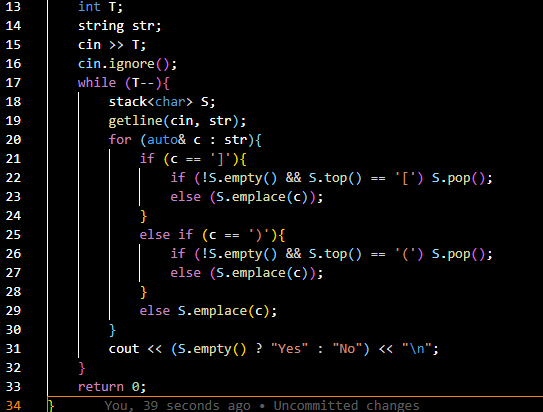 13 int T;
14 string str;
15 cin >> T;
16 cin.ignore();
17 while (T--){
18 stack<char> S;
19 getline(cin, str);
20 for (auto& c : str){
21 if (c == ']'){
22 if (!S.empty() && S.top() == '[') S.pop();
23 else (S.emplace(c));
24 }
25 else if (c == ')'){
26 if (!S.empty() && S.top() == '(') S.pop();
27 else (S.emplace(c));
28 }
29 else S.emplace(c);
30 }
31 cout << (S.empty() ? "Yes" : "No") << "\n";
32 }
33 return 0;
34 } You, 39 seconds ago • Uncommitted changes